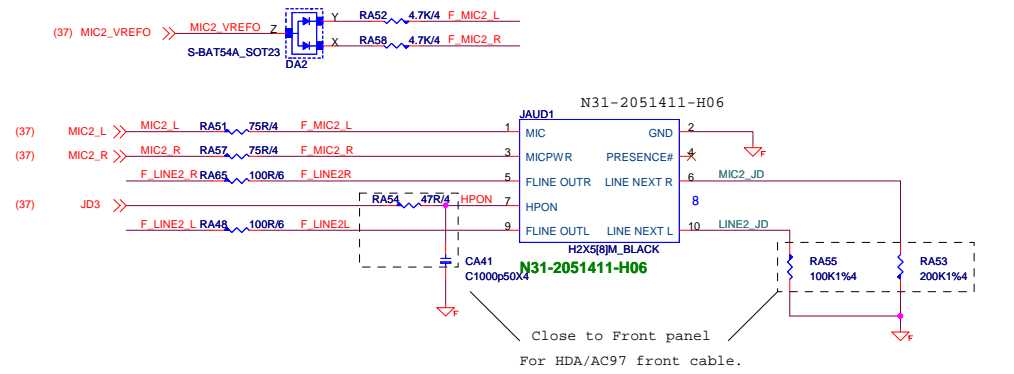 Y RA52 4.7K/4 F_MIC2_L
(37) MIC2_VREFO MIC2_VREFO Z
X RA58 4.7K/4 F_MIC2_R
S-BAT54A_SOT23
DA2
N31-2051411-H06
JAUD1
(37) MIC2_L MIC2_L RA51 75R/4 F_MIC2_L 1 MIC GND 2
F
(37) MIC2_R MIC2_R RA57 75R/4 F_MIC2_R 3 MICPWR PRESENCE# 4
F_LINE2_R RA65 100R/6 F_LINE2R 5 FLINE OUTR LINE NEXT R 6 MIC2_JD
(37) JD3 RA54 47R/4 HPON 7 HPON 8
F_LINE2_L RA48 100R/6 F_LINE2L 9 FLINE OUTL LINE NEXT L 10 LINE2_JD
H2X5[8]M_BLACK
CA41
C1000p50X4
N31-2051411-H06
RA55
100K1%4
RA53
200K1%4
F
F
Close to Front panel
For HDA/AC97 front cable.